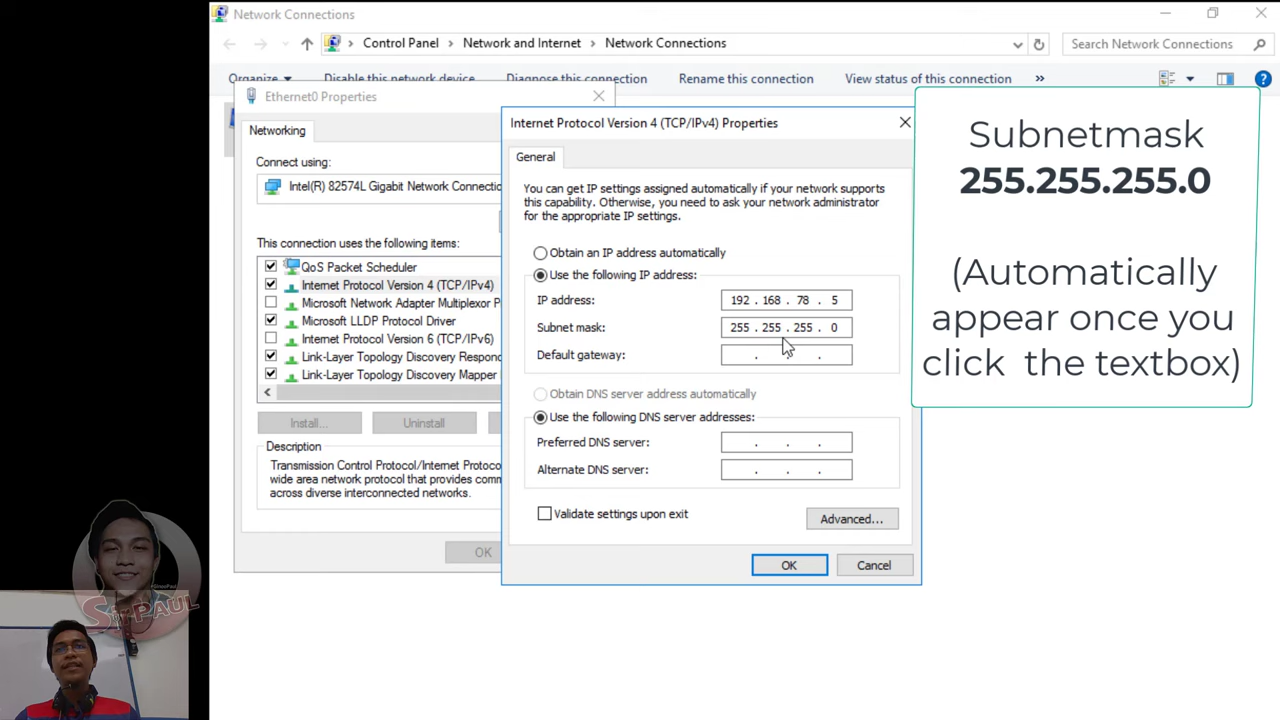 Network Connections
Control Panel > Network and Internet > Network Connections
Search Network Connections
Organize
Disable this network device
Diagnose this connection
Rename this connection
View status of this connection
»
Ethernet0 Properties
Networking
Connect using:
Intel(R) 82574L Gigabit Network Connectio
This connection uses the following items:
QoS Packet Scheduler
Internet Protocol Version 4 (TCP/IPv4)
Microsoft Network Adapter Multiplexor P
Microsoft LLDP Protocol Driver
Internet Protocol Version 6 (TCP/IPv6)
Link-Layer Topology Discovery Respon
Link-Layer Topology Discovery Mapper
Install...
Uninstall
Description
Transmission Control Protocol/Internet Protoco
wide area network protocol that provides comm
across diverse interconnected networks.
OK
Internet Protocol Version 4 (TCP/IPv4) Properties
General
You can get IP settings assigned automatically if your network supports
this capability. Otherwise, you need to ask your network administrator
for the appropriate IP settings.
Obtain an IP address automatically
Use the following IP address:
IP address: 192 . 168 . 78 . 5
Subnet mask: 255 . 255 . 255 . 0
Default gateway: . .
Obtain DNS server address automatically
Use the following DNS server addresses:
Preferred DNS server: . . .
Alternate DNS server: . . .
Validate settings upon exit
Advanced...
OK
Cancel
Subnetmask
255.255.255.0
(Automatically
appear once you
click the textbox)
SirPAUL